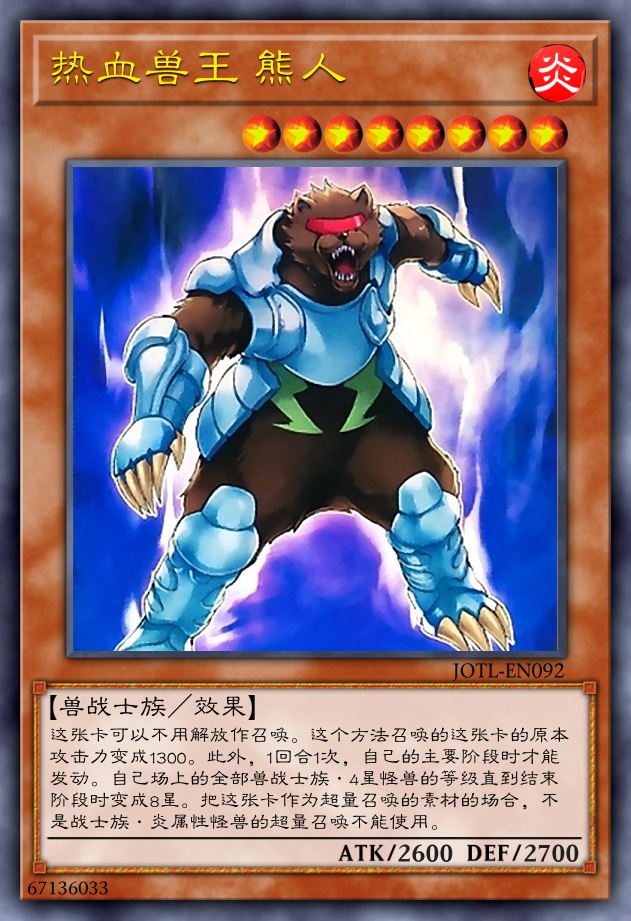 热血兽王 熊人
炎
JOTL-EN092
【兽战士族／效果】
这张卡可以不用解放作召唤。这个方法召唤的这张卡的原本
攻击力变成1300。此外，1回合1次，自己的主要阶段时才能
发动。自己场上的全部兽战士族・4星怪兽的等级直到结束
阶段时变成8星。把这张卡作为超量召唤的素材的场合，不
是战士族・炎属性怪兽的超量召唤不能使用。
ATK/2600 DEF/2700
67136033